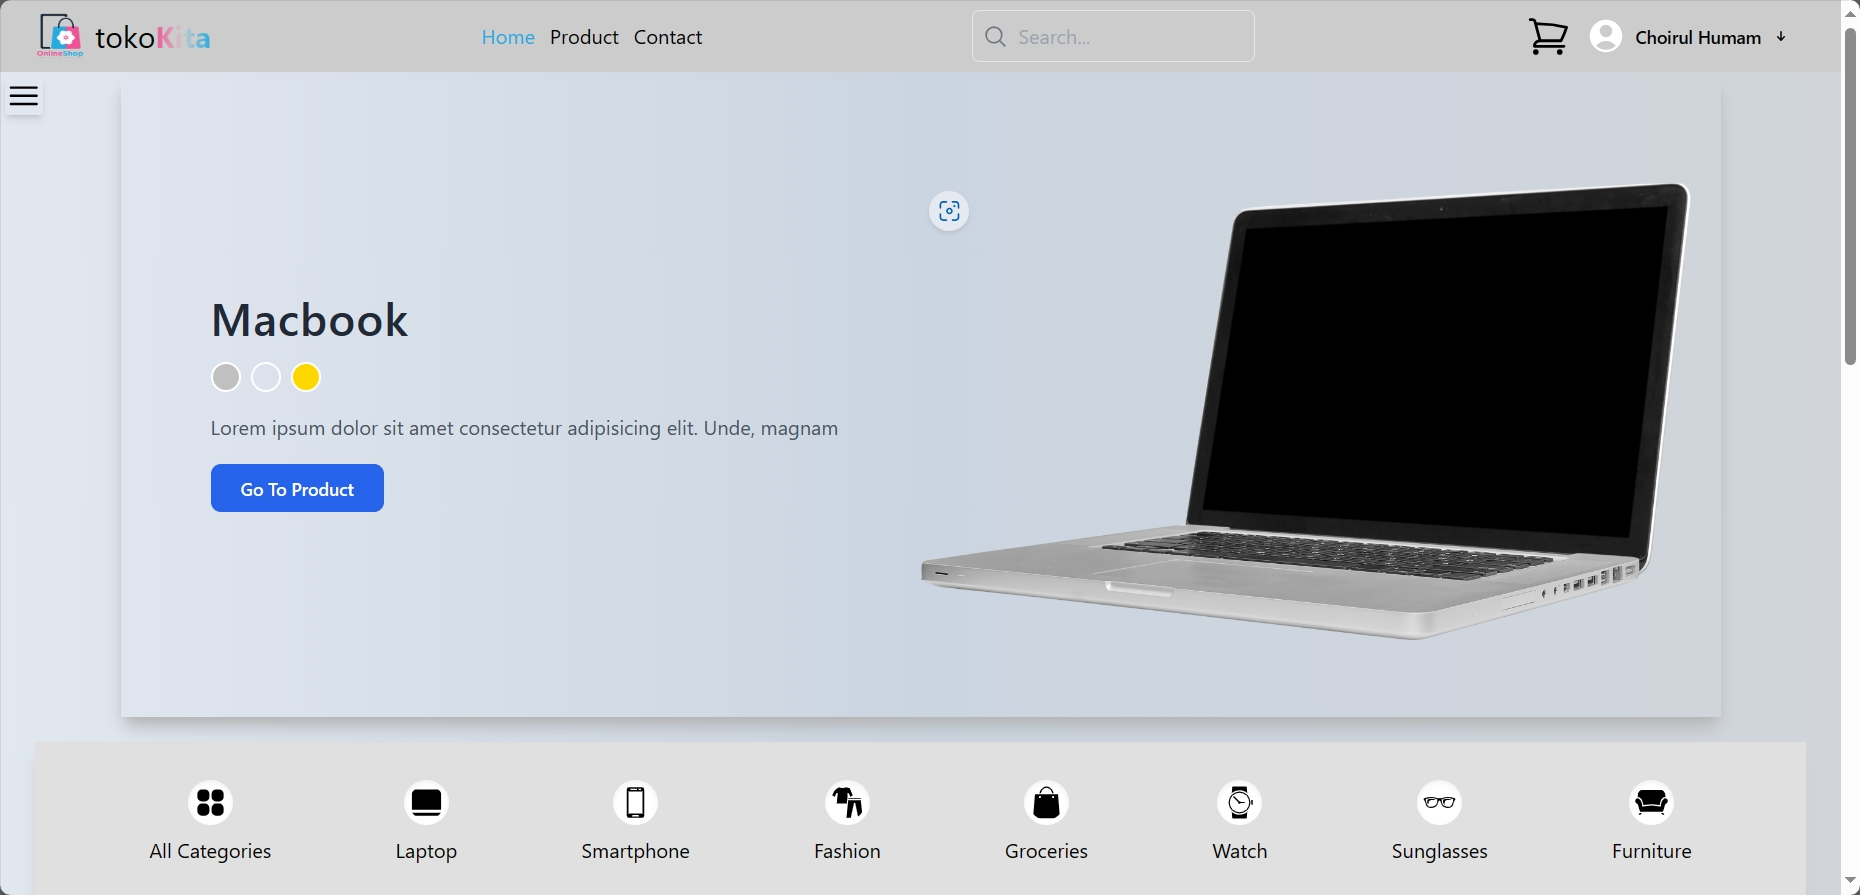 OnlineShop
tokoKita
Home Product Contact
Search...
Choirul Humam
Macbook
Lorem ipsum dolor sit amet consectetur adipisicing elit. Unde, magnam
Go To Product
All Categories
Laptop
Smartphone
Fashion
Groceries
Watch
Sunglasses
Furniture